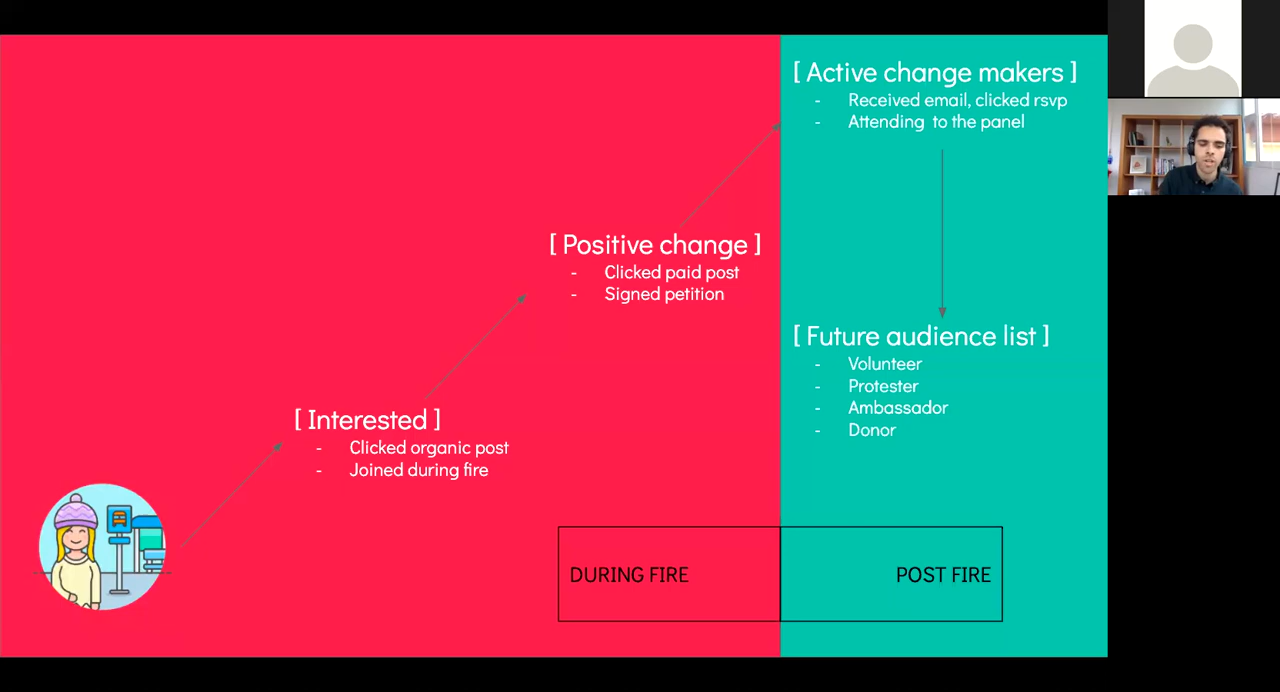 [ Active change makers ]
- Received email, clicked rsvp
- Attending to the panel
[ Positive change ]
- Clicked paid post
- Signed petition
[ Future audience list ]
- Volunteer
- Protester
- Ambassador
- Donor
[ Interested ]
- Clicked organic post
- Joined during fire
DURING FIRE
POST FIRE